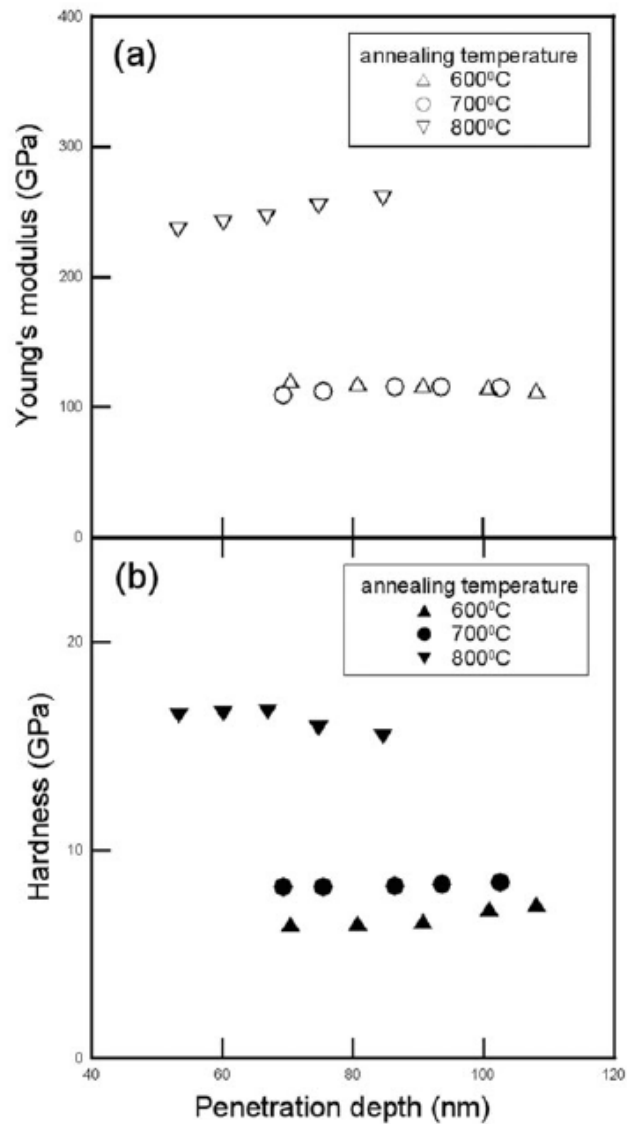 400
(a)
annealing temperature
△ 600⁰C
○ 700⁰C
▽ 800⁰C
300
200
100
0
Young's modulus (GPa)
(b)
annealing temperature
▲ 600⁰C
● 700⁰C
▼ 800⁰C
20
10
0
Hardness (GPa)
40 60 80 100 120
Penetration depth (nm)